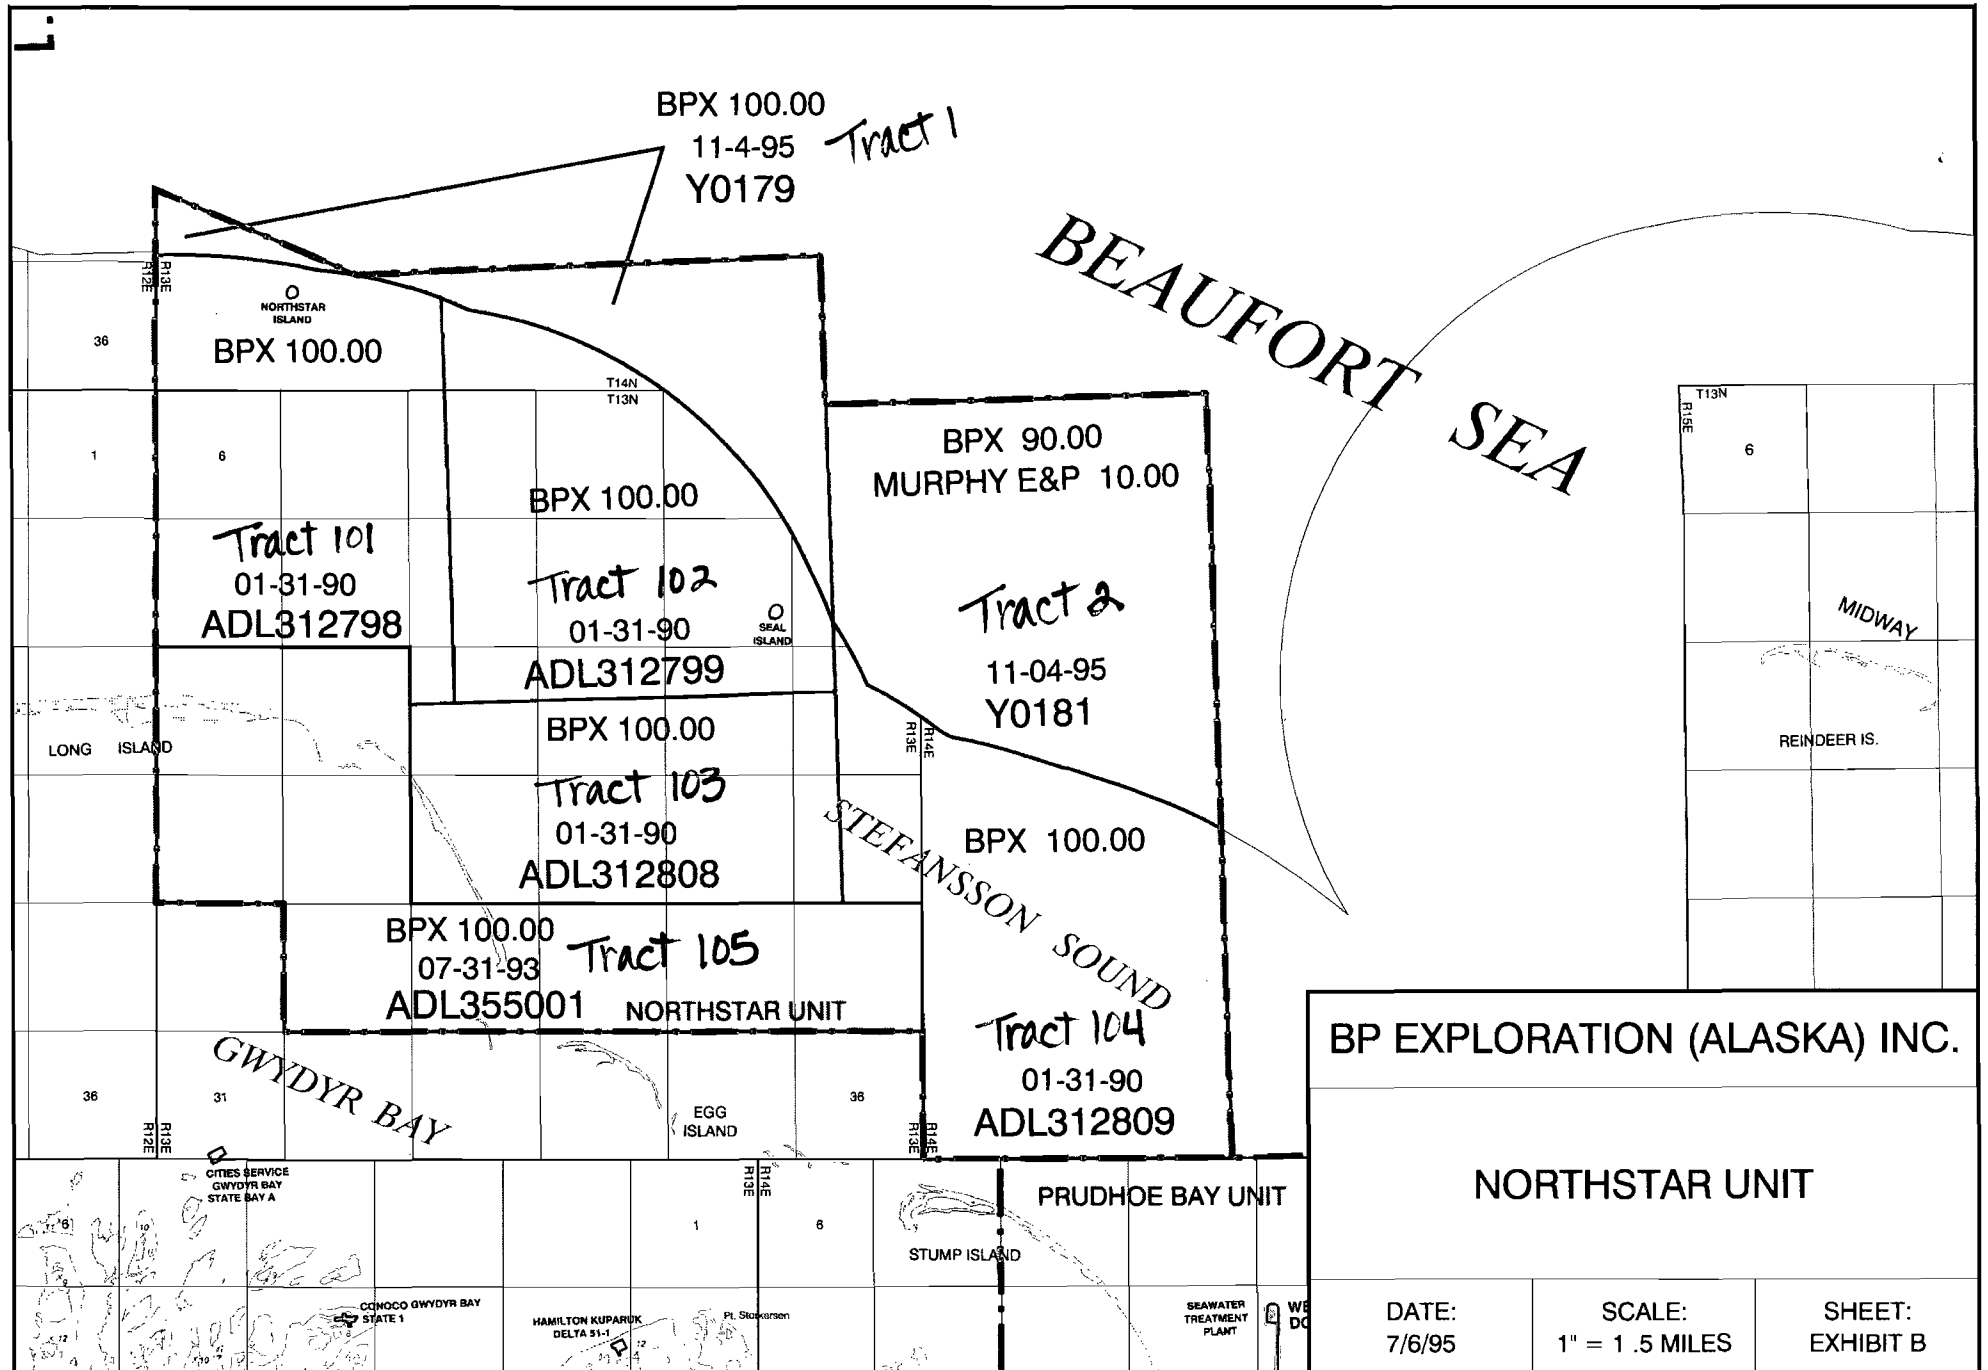 BPX 100.00
11-4-95
Tract 1
Y0179
BEAUFORT SEA
R12E
R13E
NORTHSTAR
ISLAND
36
BPX 100.00
T14N
T13N
1
6
BPX 100.00
Tract 101
01-31-90
ADL312798
Tract 102
01-31-90
ADL312799
SEAL
ISLAND
BPX 90.00
MURPHY E&P 10.00
Tract 2
11-04-95
Y0181
T13N
R15E
6
MIDWAY
REINDEER IS.
LONG ISLAND
BPX 100.00
Tract 103
01-31-90
ADL312808
R13E
R14E
STEFANSSON SOUND
BPX 100.00
BPX 100.00
07-31-93
Tract 105
ADL355001
NORTHSTAR UNIT
Tract 104
01-31-90
ADL312809
GWYDYR BAY
36
31
EGG
ISLAND
36
R12E
R13E
R13E
R14E
CITIES SERVICE
GWYDYR BAY
STATE BAY A
R13E
R14E
6
10
1
6
PRUDHOE BAY UNIT
STUMP ISLAND
CONOCO GWYDYR BAY
STATE 1
HAMILTON KUPARUK
DELTA 51-1
Pt. Storkersen
SEAWATER
TREATMENT
PLANT
12
10
12
BP EXPLORATION (ALASKA) INC.
NORTHSTAR UNIT
DATE:
7/6/95
SCALE:
1" = 1 .5 MILES
SHEET:
EXHIBIT B